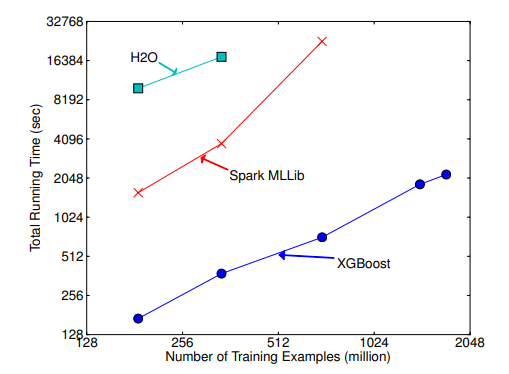 32768
16384
8192
4096
2048
1024
512
256
128
Total Running Time (sec)
H2O
Spark MLLib
XGBoost
128
256
512
1024
2048
Number of Training Examples (million)